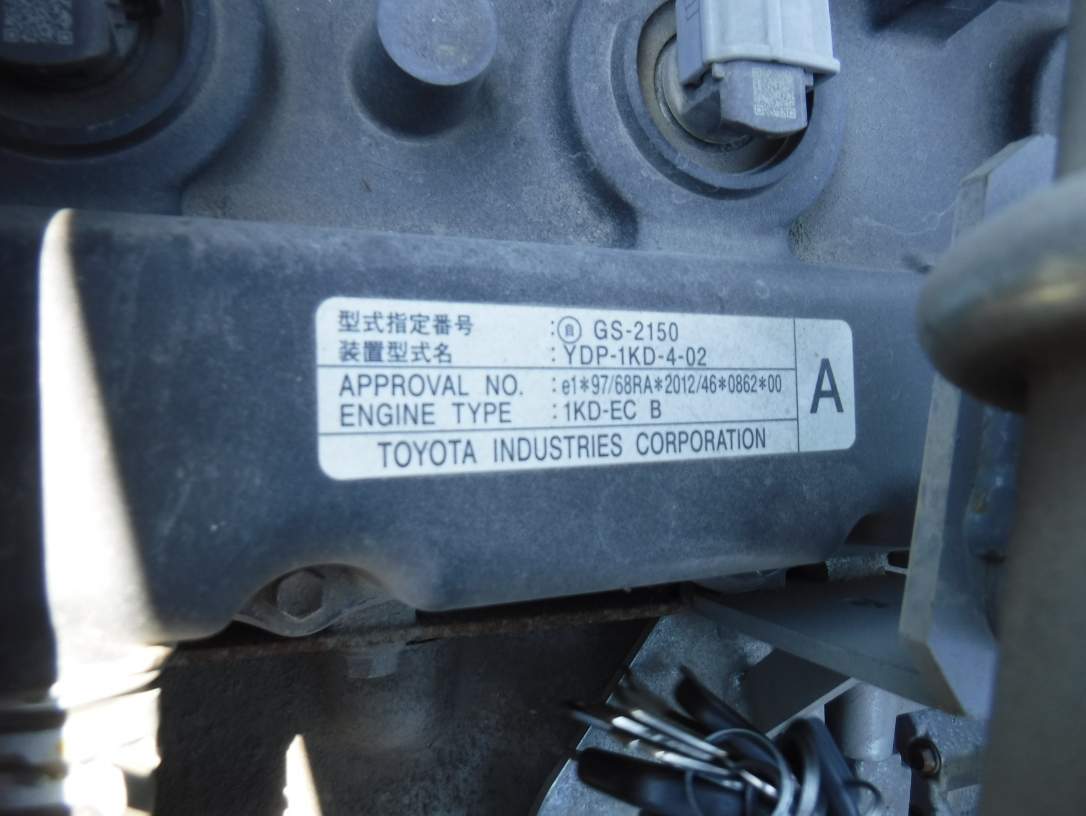 型式指定番号 :自 GS-2150
装置型式名 : YDP-1KD-4-02
APPROVAL NO. : e1*97/68RA*2012/46*0862*00
ENGINE TYPE : 1KD-EC B
TOYOTA INDUSTRIES CORPORATION
A